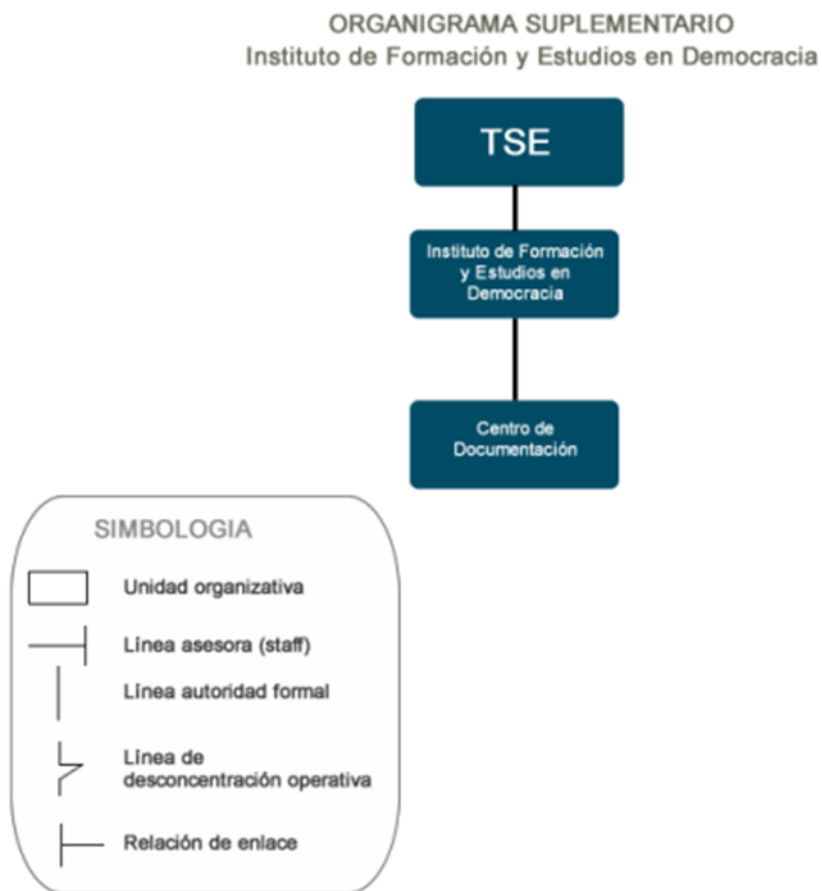 ORGANIGRAMA SUPLEMENTARIO
Instituto de Formación y Estudios en Democracia
TSE
Instituto de Formación
y Estudios en
Democracia
Centro de
Documentación
SIMBOLOGIA
Unidad organizativa
Línea asesora (staff)
Línea autoridad formal
Línea de
desconcentración operativa
Relación de enlace